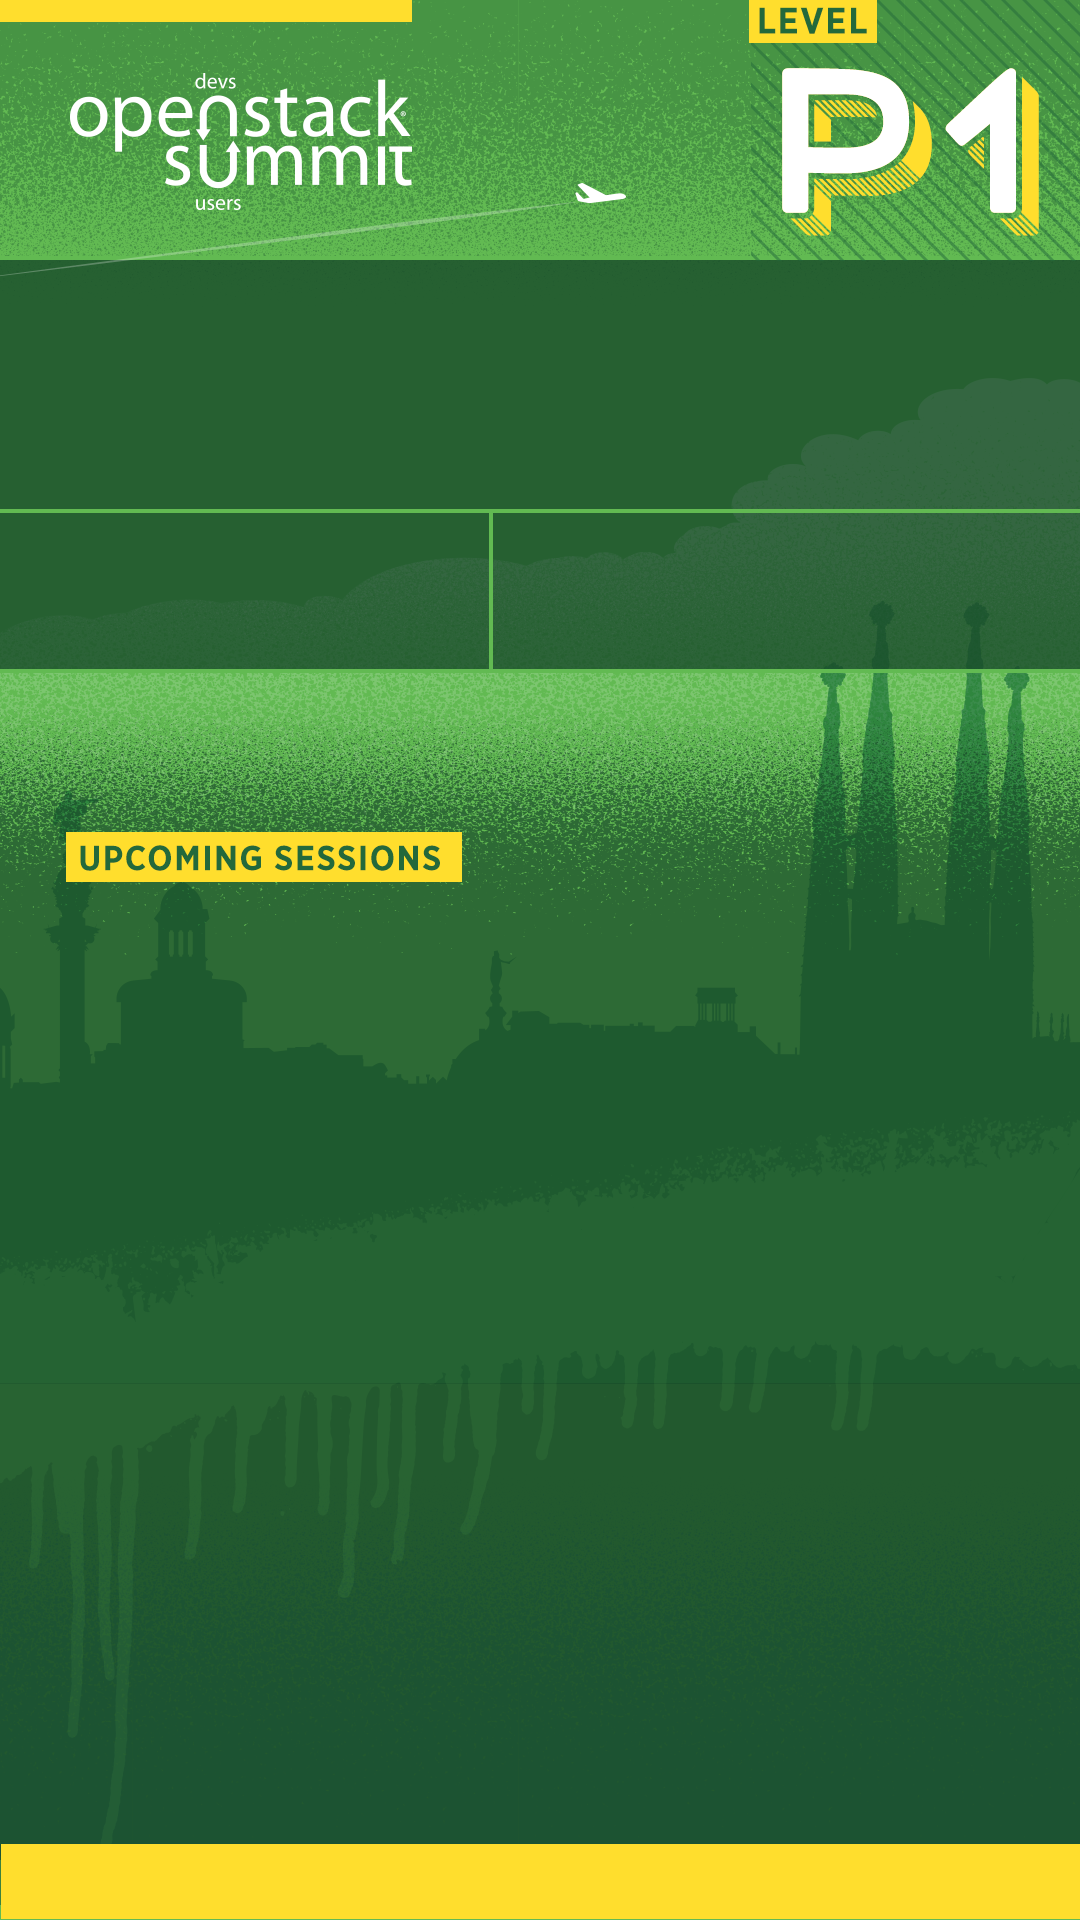 LEVEL
P1
devs
openstack®
summit
users
UPCOMING SESSIONS